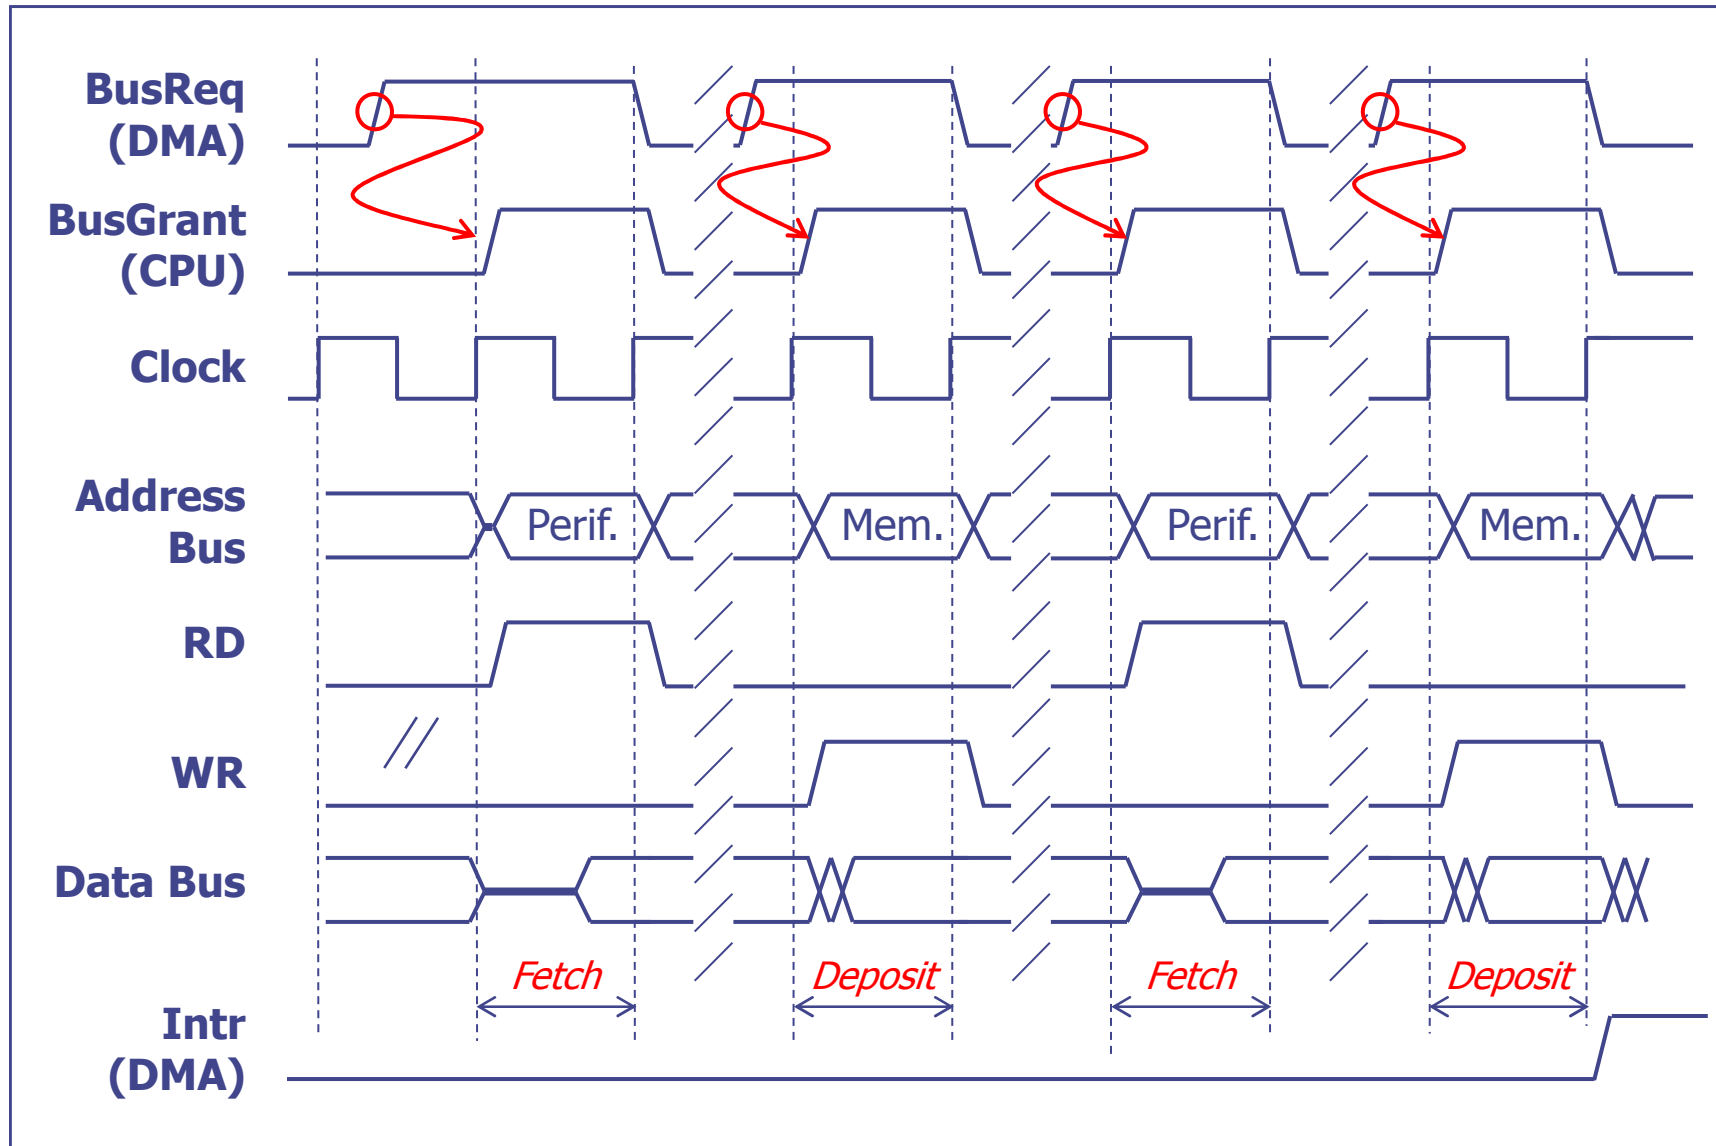 BusReq
(DMA)
BusGrant
(CPU)
Clock
Address
Bus
Perif.
Mem.
Perif.
Mem.
RD
WR
Data Bus
Fetch
Deposit
Fetch
Deposit
Intr
(DMA)